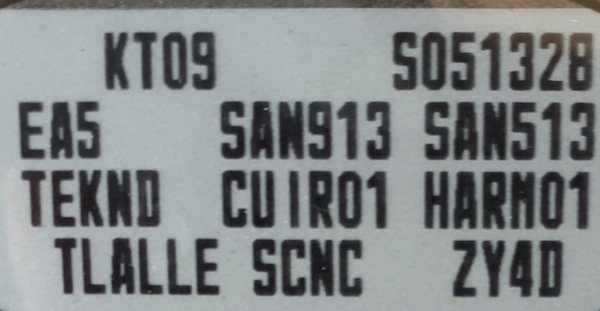 KT09 S051328
EA5 SAN913 SAN513
TEKND CUIR01 HARM01
TLALLE SCNC ZY4D